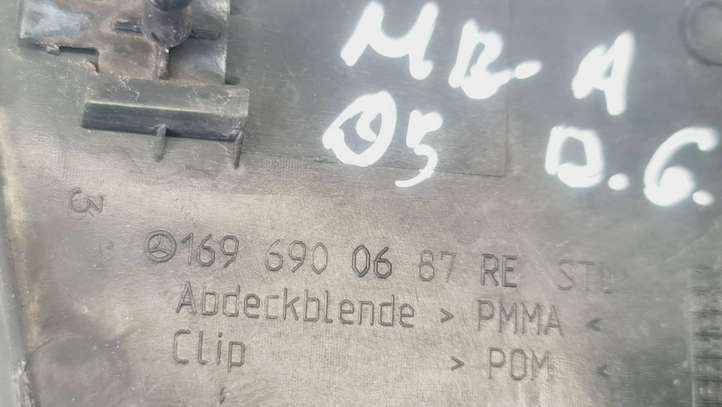 MB. A
05 D.G.
3
169 690 06 87 RE
Abdeckblende > PMMA <
Clip > POM <